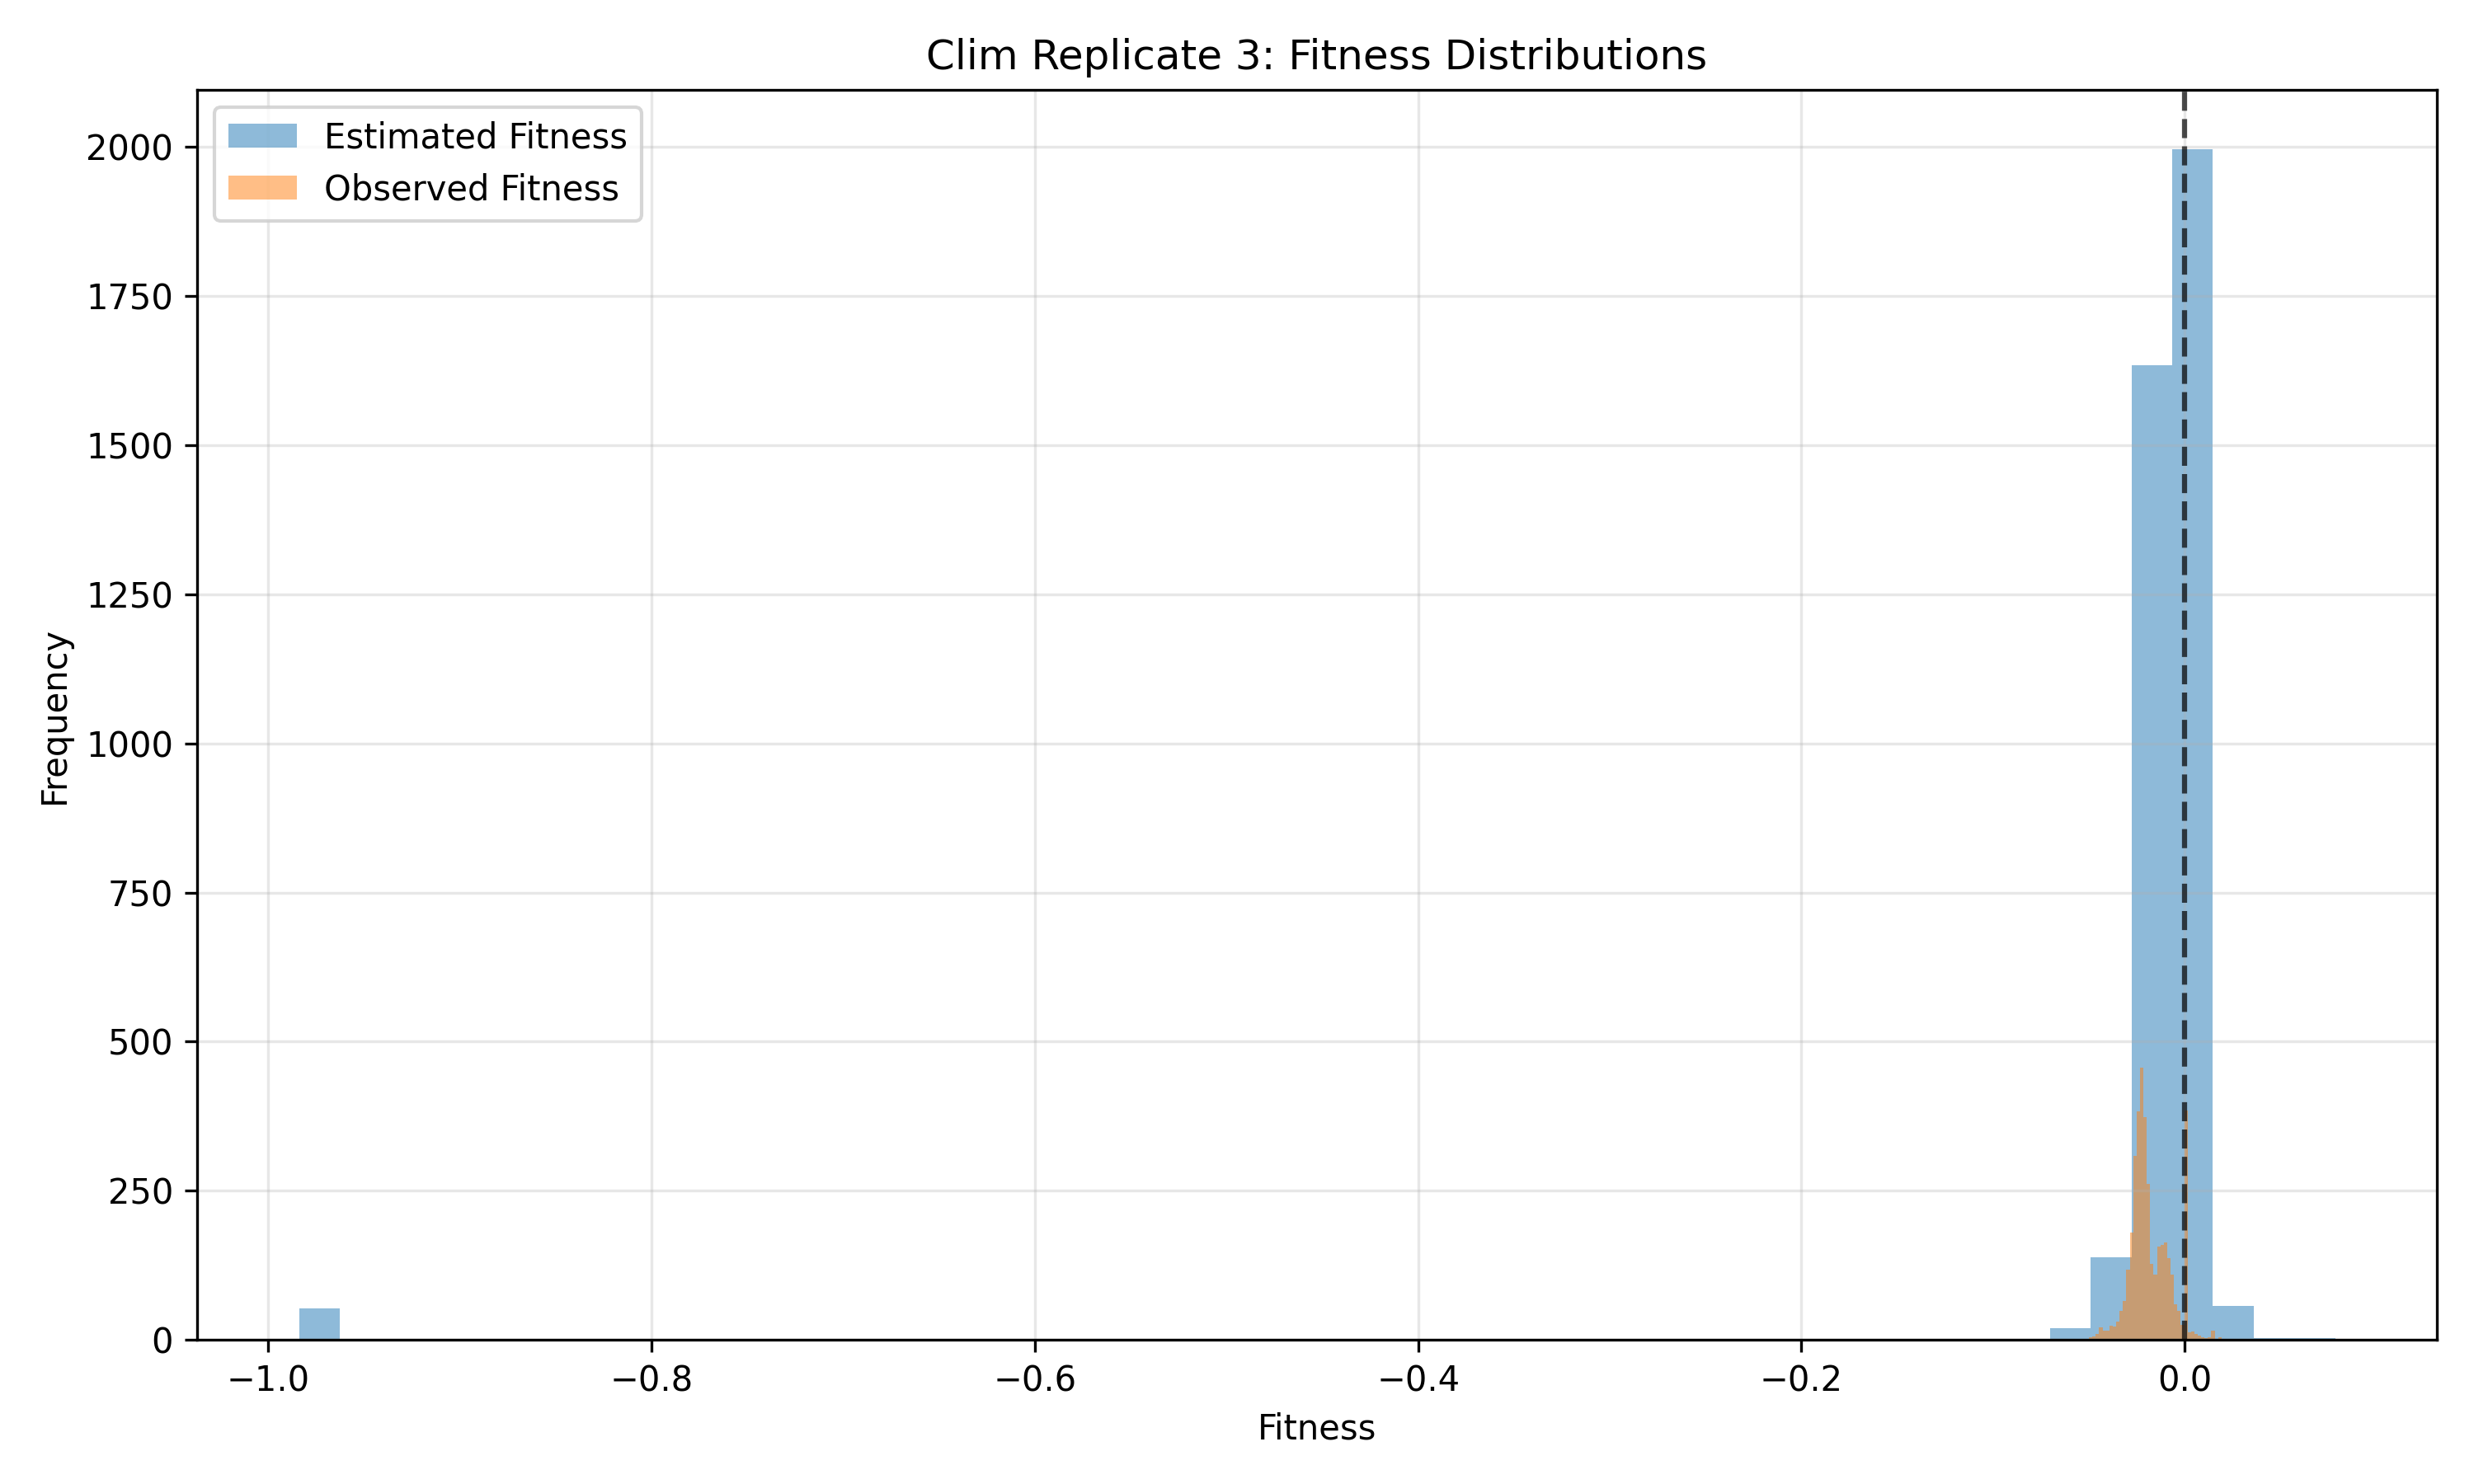 Clim Replicate 3: Fitness Distributions
Estimated Fitness
Observed Fitness
2000
1750
1500
1250
1000
750
500
250
0
Frequency
−1.0 −0.8 −0.6 −0.4 −0.2 0.0
Fitness